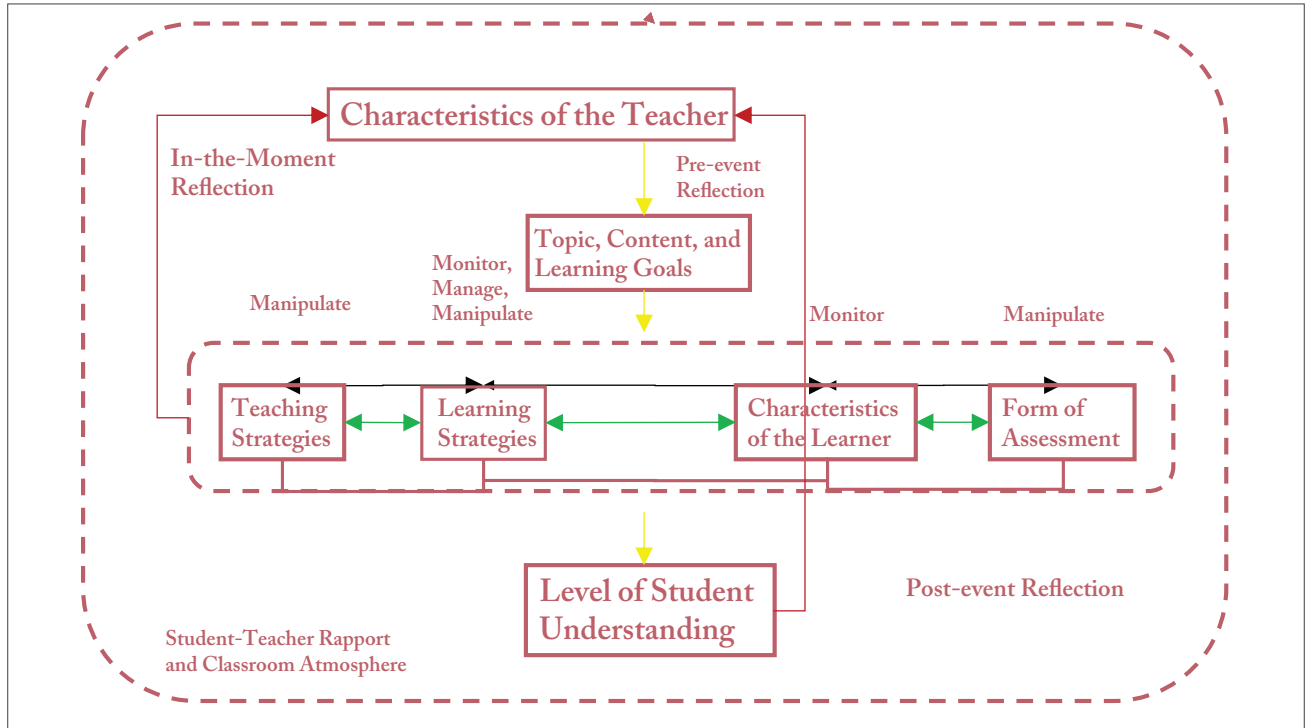 Characteristics of the Teacher
In-the-Moment
Reflection
Pre-event
Reflection
Topic, Content, and
Learning Goals
Manipulate
Monitor,
Manage,
Manipulate
Monitor
Manipulate
Teaching
Strategies
Learning
Strategies
Characteristics
of the Learner
Form of
Assessment
Level of Student
Understanding
Post-event Reflection
Student-Teacher Rapport
and Classroom Atmosphere